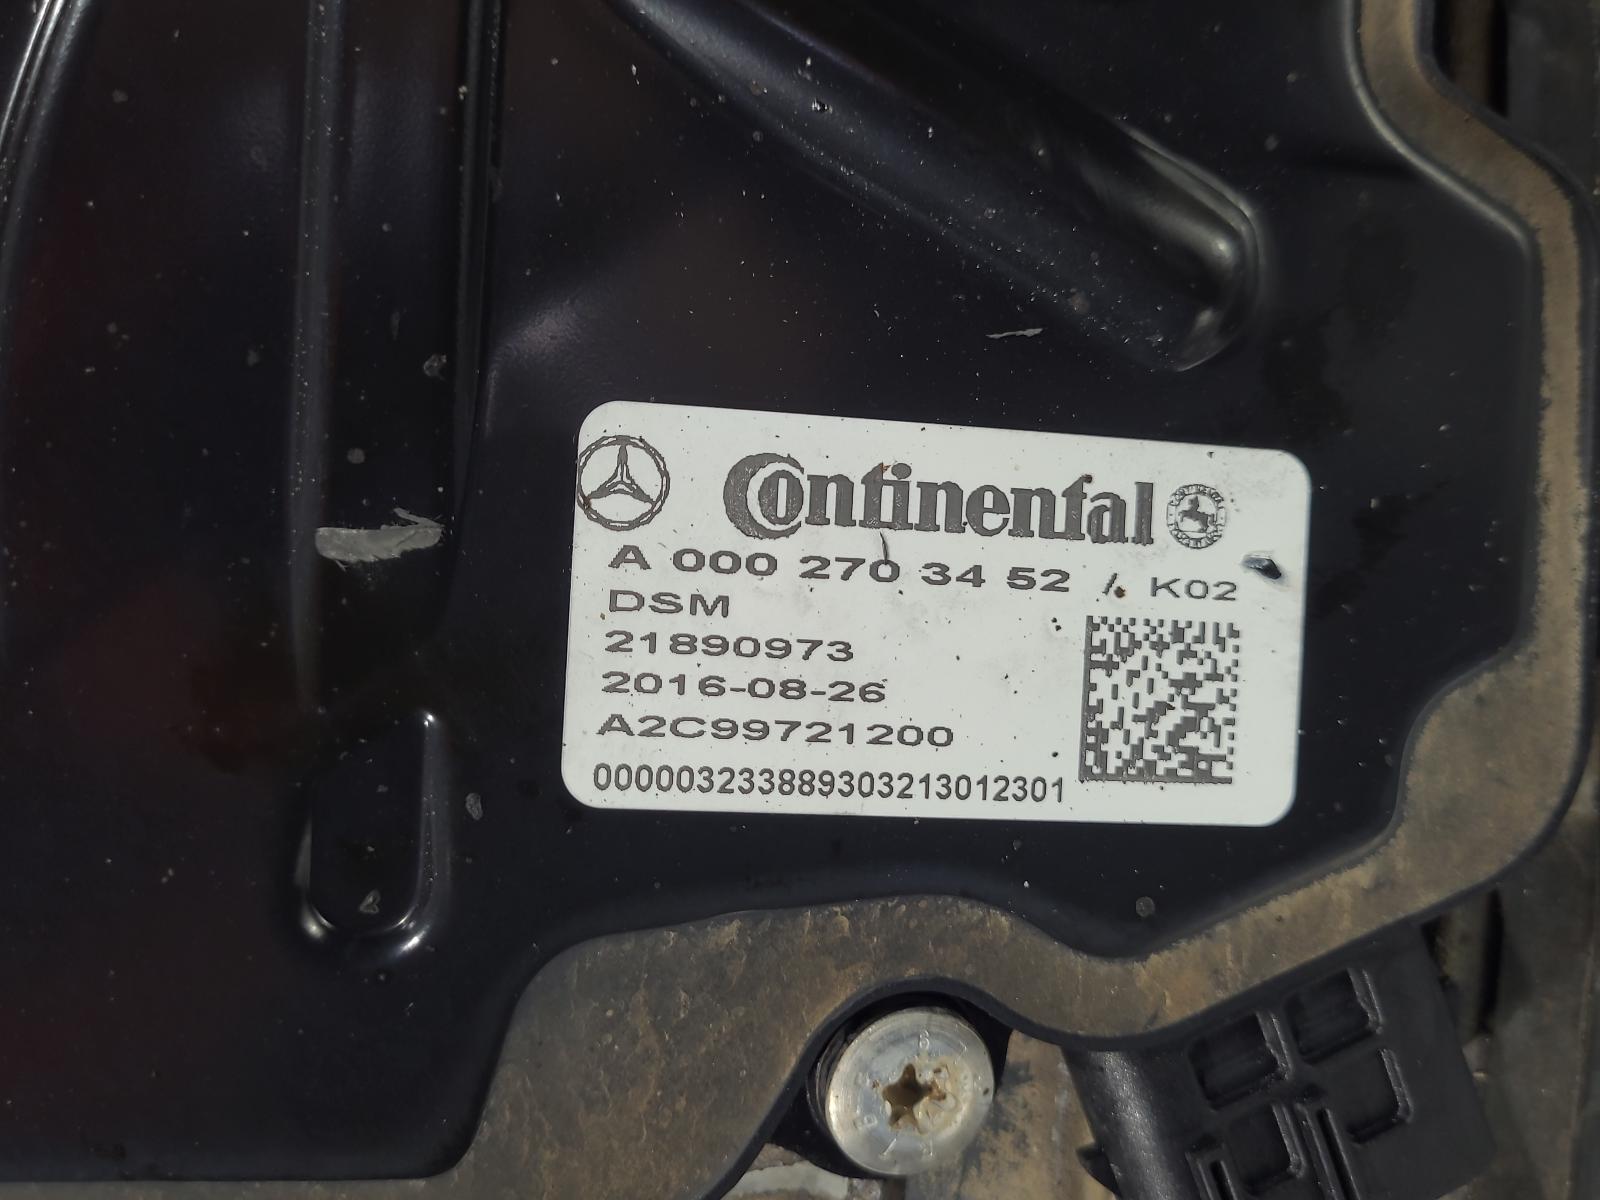 Continental
A 000 270 34 52 / K02
DSM
21890973
2016-08-26
A2C99721200
000003233889303213012301